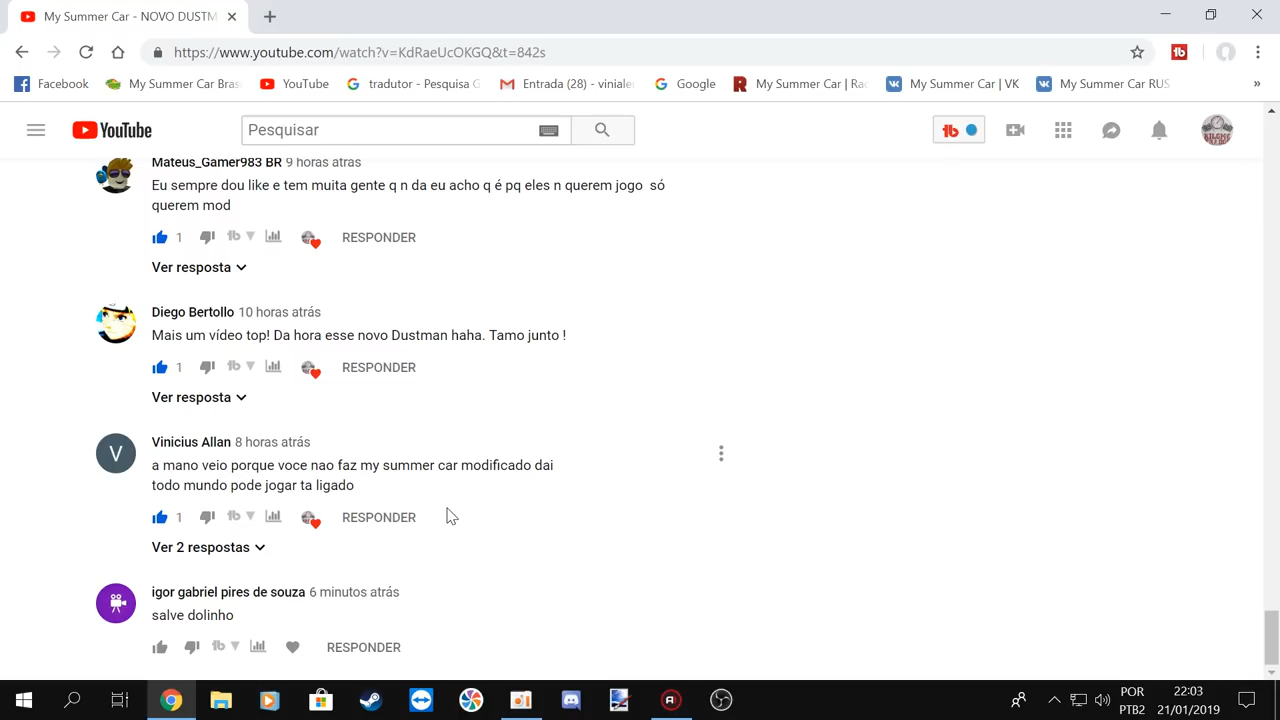 My Summer Car - NOVO DUSTM
https://www.youtube.com/watch?v=KdRaeUcOKGQ&t=842s
Facebook
My Summer Car Bras
YouTube
tradutor - Pesquisa G
Entrada (28) - vinialer
Google
My Summer Car | Rac
My Summer Car | VK
My Summer Car RUS
»
YouTube
Pesquisar
Mateus_Gamer983 BR 9 horas atrás
Eu sempre dou like e tem muita gente q n da eu acho q é pq eles n querem jogo só
querem mod
1 RESPONDER
Ver resposta
Diego Bertollo 10 horas atrás
Mais um vídeo top! Da hora esse novo Dustman haha. Tamo junto !
1 RESPONDER
Ver resposta
V
Vinicius Allan 8 horas atrás
a mano veio porque voce nao faz my summer car modificado dai
todo mundo pode jogar ta ligado
1 RESPONDER
Ver 2 respostas
igor gabriel pires de souza 6 minutos atrás
salve dolinho
RESPONDER
POR
PTB2
22:03
21/01/2019